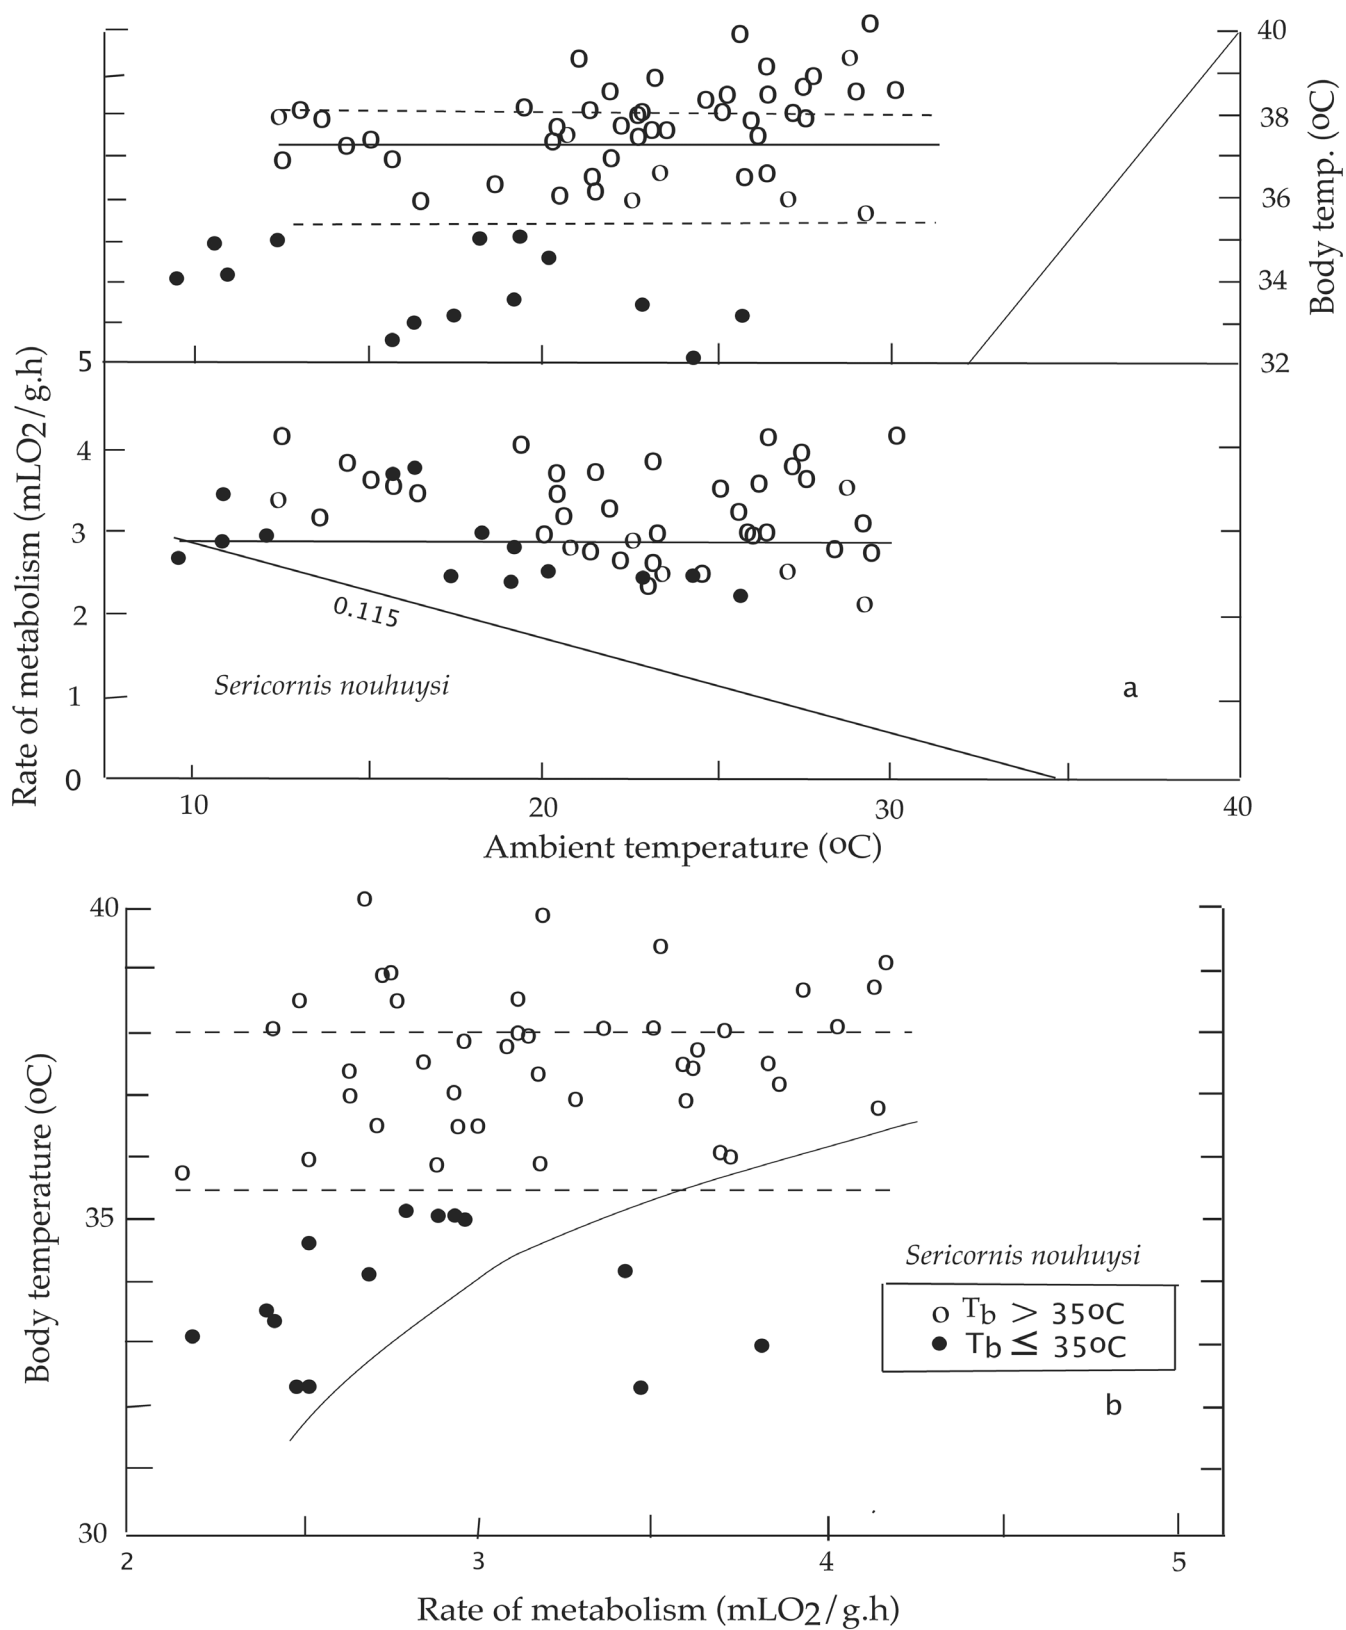 40
38
36
34
32
Body temp. (oC)
5
4
3
2
1
0
Rate of metabolism (mLO2/g.h)
0.115
Sericornis nouhuysi
a
10
20
30
40
Ambient temperature (oC)
40
35
30
Body temperature (oC)
Sericornis nouhuysi
o Tb > 35oC
● Tb ≤ 35oC
b
2
3
4
5
Rate of metabolism (mLO2/g.h)